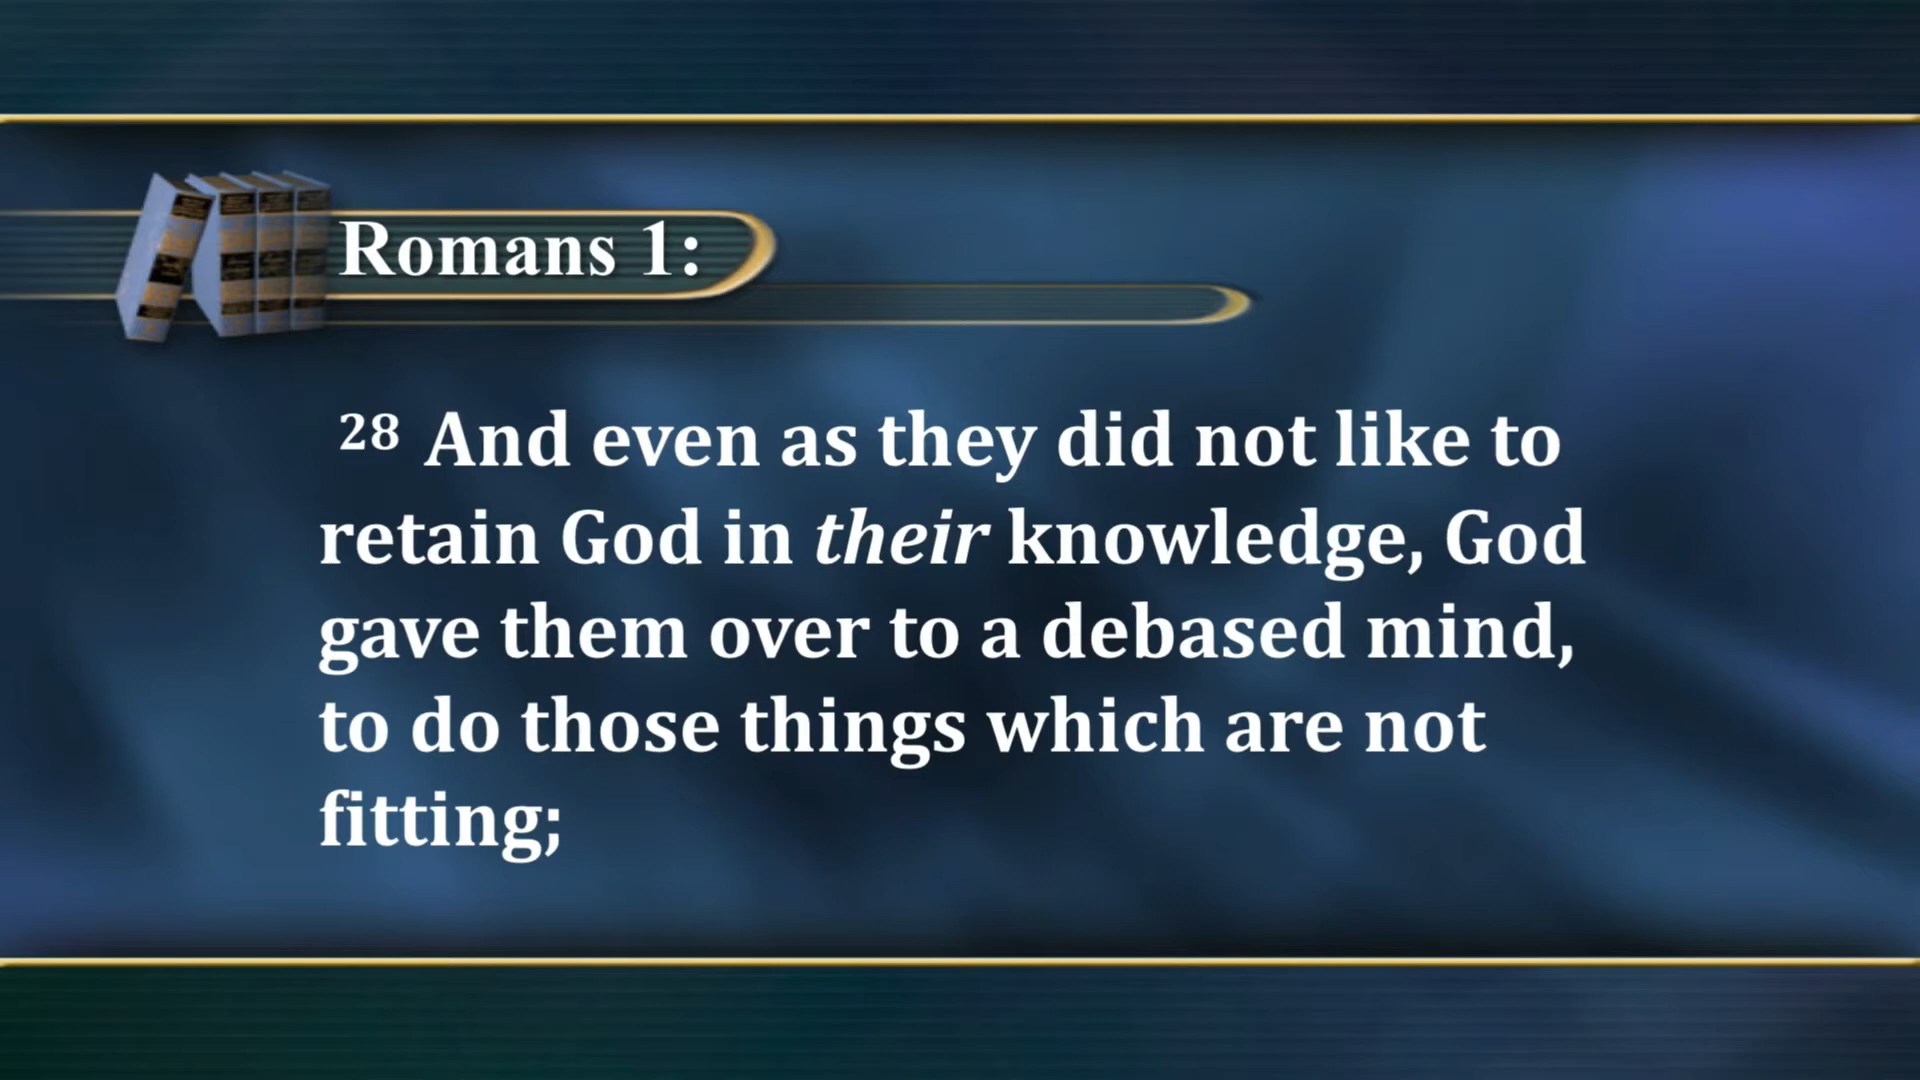 Romans 1:
28 And even as they did not like to
retain God in their knowledge, God
gave them over to a debased mind,
to do those things which are not
fitting;